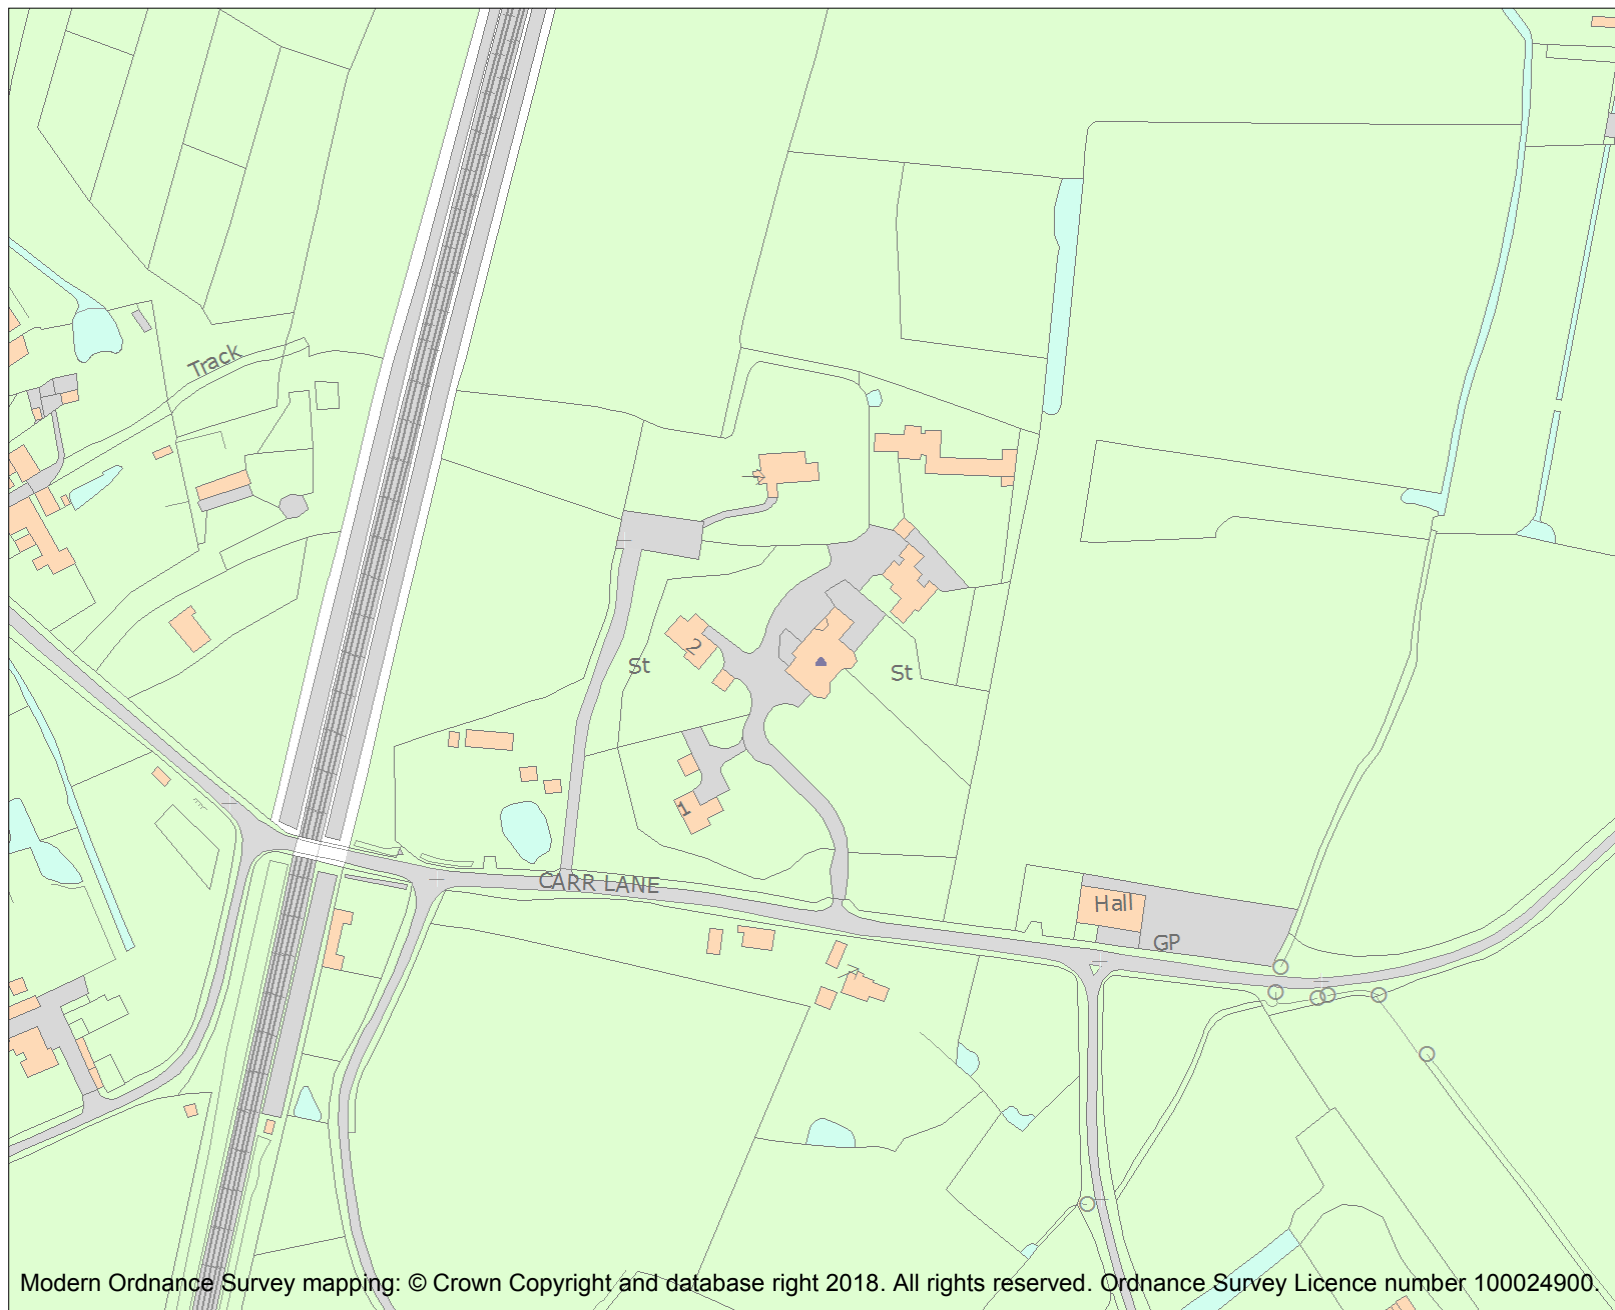 Track
2
St
St
1
CARR LANE
Hall
GP
Modern Ordnance Survey mapping: © Crown Copyright and database right 2018. All rights reserved. Ordnance Survey Licence number 100024900.